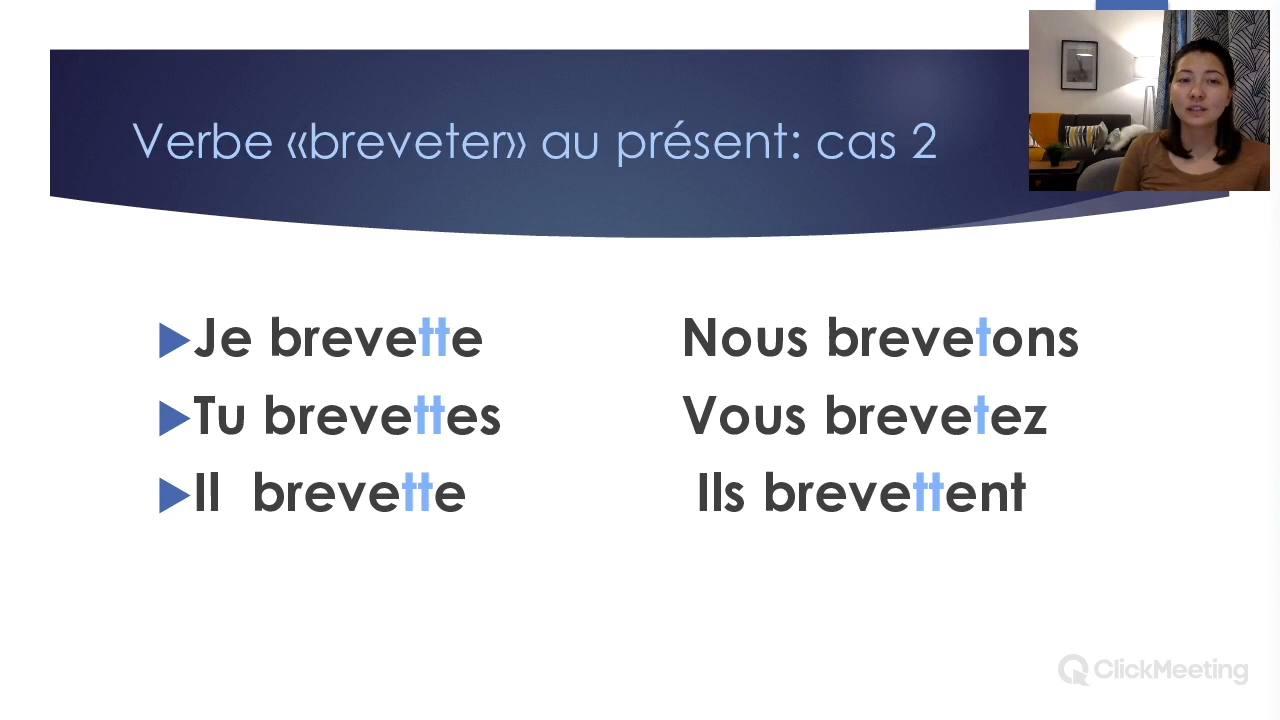 Verbe «breveter» au présent: cas 2
Je brevette Nous brevetons
Tu brevettes Vous brevetez
Il brevette Ils brevettent
ClickMeeting